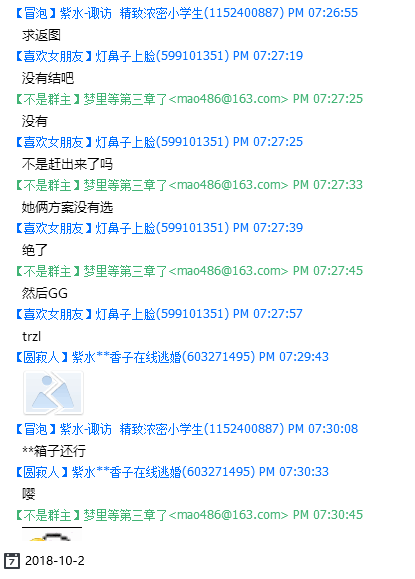 【冒泡】紫水-诹访  精致浓密小学生(1152400887) PM 07:26:55
求返图
【喜欢女朋友】灯鼻子上脸(599101351) PM 07:27:19
没有结吧
【不是群主】梦里等第三章了<mao486@163.com> PM 07:27:25
没有
【喜欢女朋友】灯鼻子上脸(599101351) PM 07:27:25
不是赶出来了吗
【不是群主】梦里等第三章了<mao486@163.com> PM 07:27:33
她俩方案没有选
【喜欢女朋友】灯鼻子上脸(599101351) PM 07:27:39
绝了
【不是群主】梦里等第三章了<mao486@163.com> PM 07:27:45
然后GG
【喜欢女朋友】灯鼻子上脸(599101351) PM 07:27:57
trzl
【圆寂人】紫水**香子在线逃婚(603271495) PM 07:29:43
【冒泡】紫水-诹访  精致浓密小学生(1152400887) PM 07:30:08
**箱子还行
【圆寂人】紫水**香子在线逃婚(603271495) PM 07:30:33
嘤
【不是群主】梦里等第三章了<mao486@163.com> PM 07:30:45
7 2018-10-2